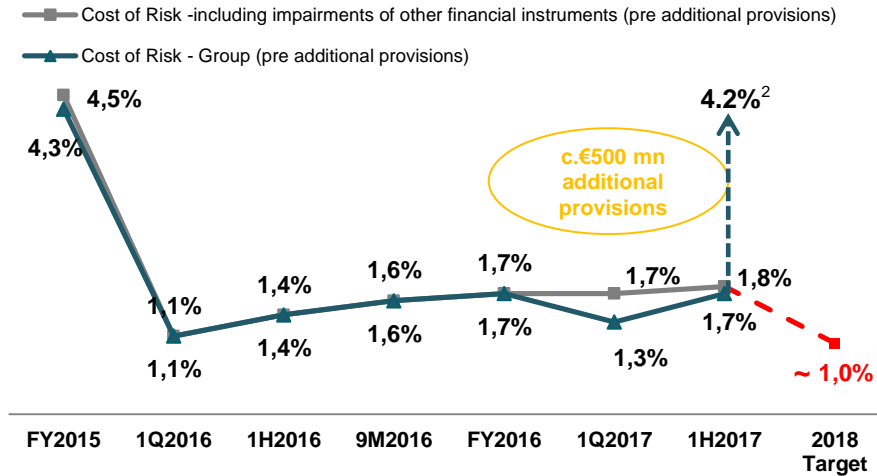 Cost of Risk -including impairments of other financial instruments (pre additional provisions)
Cost of Risk - Group (pre additional provisions)
4,5%
4,3%
4.2%2
c.€500 mn
additional
provisions
1,1%
1,4%
1,6%
1,7%
1,7%
1,8%
1,1%
1,4%
1,6%
1,7%
1,3%
1,7%
~ 1,0%
FY2015
1Q2016
1H2016
9M2016
FY2016
1Q2017
1H2017
2018
Target